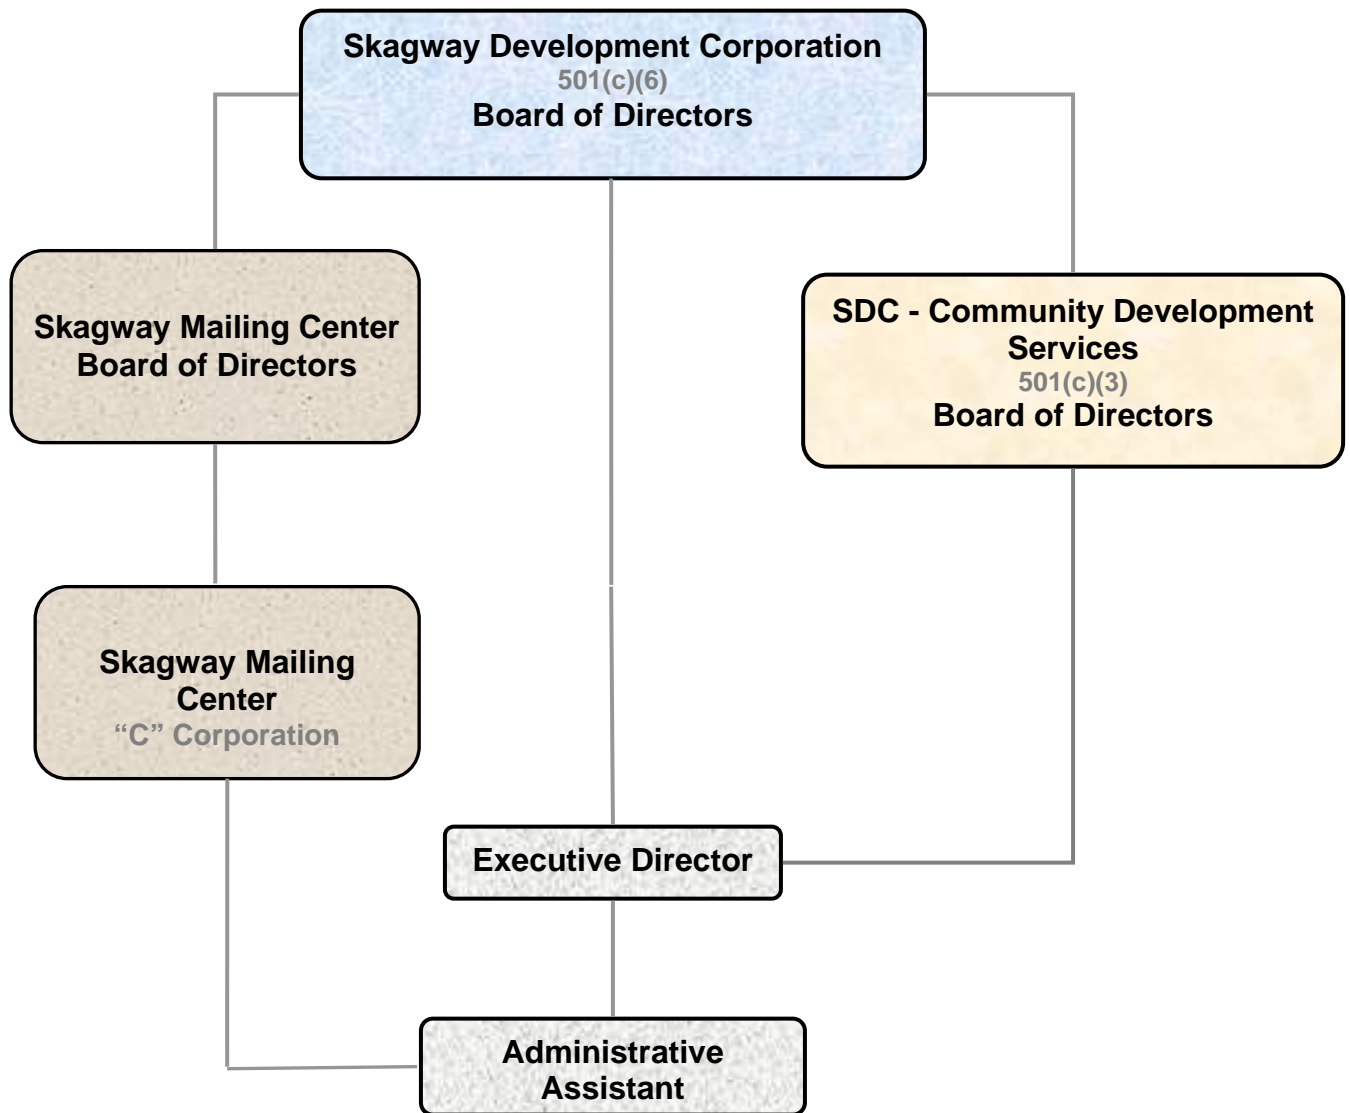 Skagway Development Corporation
501(c)(6)
Board of Directors
Skagway Mailing Center
Board of Directors
SDC - Community Development
Services
501(c)(3)
Board of Directors
Skagway Mailing
Center
“C” Corporation
Executive Director
Administrative
Assistant